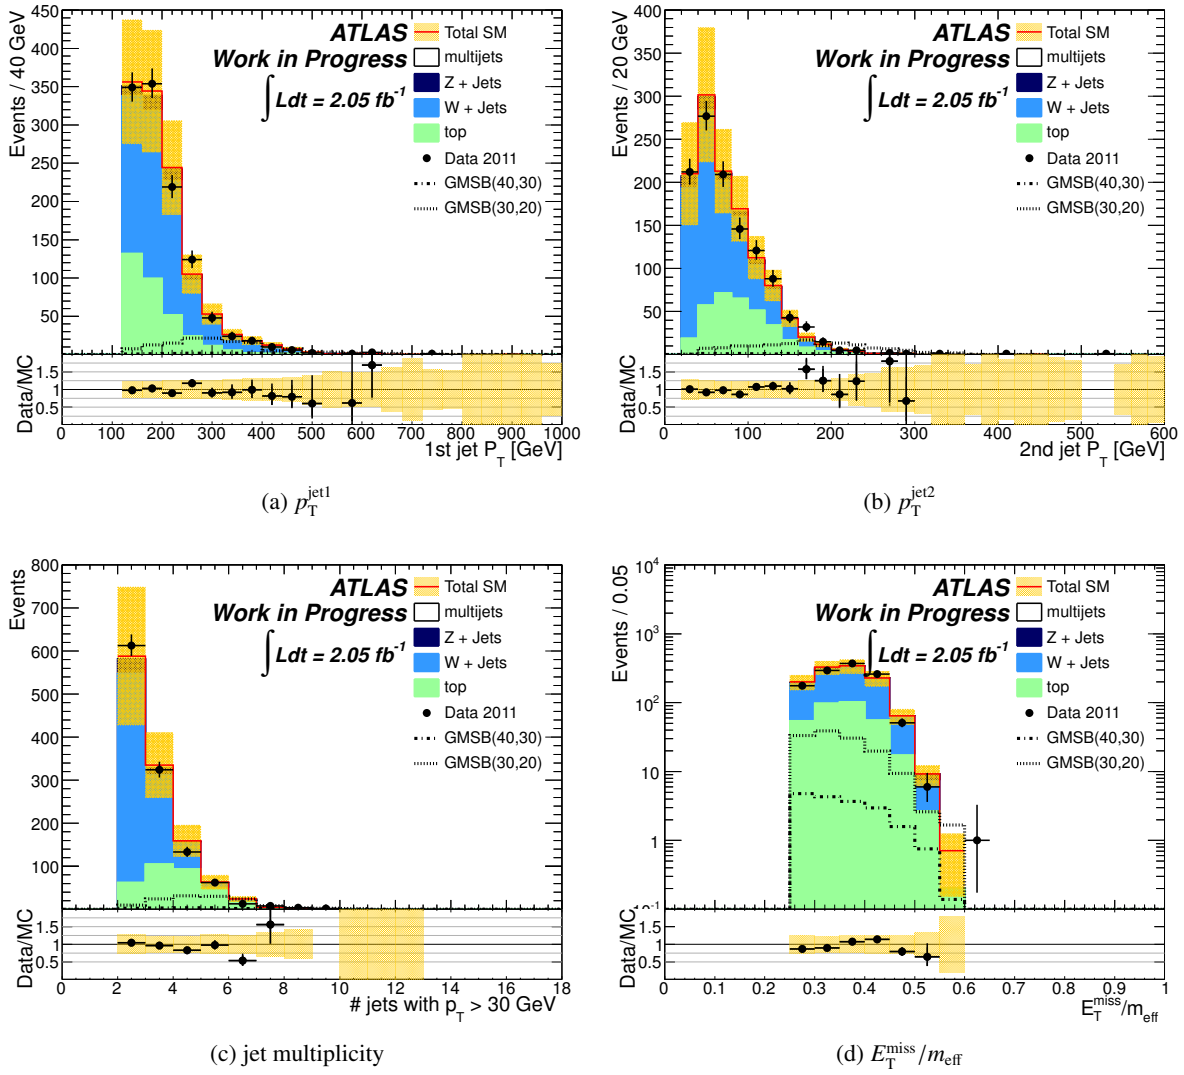 Events / 40 GeV
450
400
350
300
250
200
150
100
50
ATLAS
Work in Progress
∫ Ldt = 2.05 fb⁻¹
Total SM
multijets
Z + Jets
W + Jets
top
Data 2011
GMSB(40,30)
GMSB(30,20)
Data/MC
1.5
1
0.5
0 100 200 300 400 500 600 700 800 900 1000
1st jet P_T [GeV]
(a) p_T^jet1
Events / 20 GeV
400
350
300
250
200
150
100
50
ATLAS
Work in Progress
∫ Ldt = 2.05 fb⁻¹
Total SM
multijets
Z + Jets
W + Jets
top
Data 2011
GMSB(40,30)
GMSB(30,20)
Data/MC
1.5
1
0.5
0 100 200 300 400 500 600
2nd jet P_T [GeV]
(b) p_T^jet2
Events
800
700
600
500
400
300
200
100
ATLAS
Work in Progress
∫ Ldt = 2.05 fb⁻¹
Total SM
multijets
Z + Jets
W + Jets
top
Data 2011
GMSB(40,30)
GMSB(30,20)
Data/MC
1.5
1
0.5
0 2 4 6 8 10 12 14 16 18
# jets with p_T > 30 GeV
(c) jet multiplicity
Events / 0.05
10⁴
10³
10²
10
1
ATLAS
Work in Progress
∫ Ldt = 2.05 fb⁻¹
Total SM
multijets
Z + Jets
W + Jets
top
Data 2011
GMSB(40,30)
GMSB(30,20)
Data/MC
1.5
1
0.5
0 0.1 0.2 0.3 0.4 0.5 0.6 0.7 0.8 0.9 1
E_T^miss/m_eff
(d) E_T^miss/m_eff